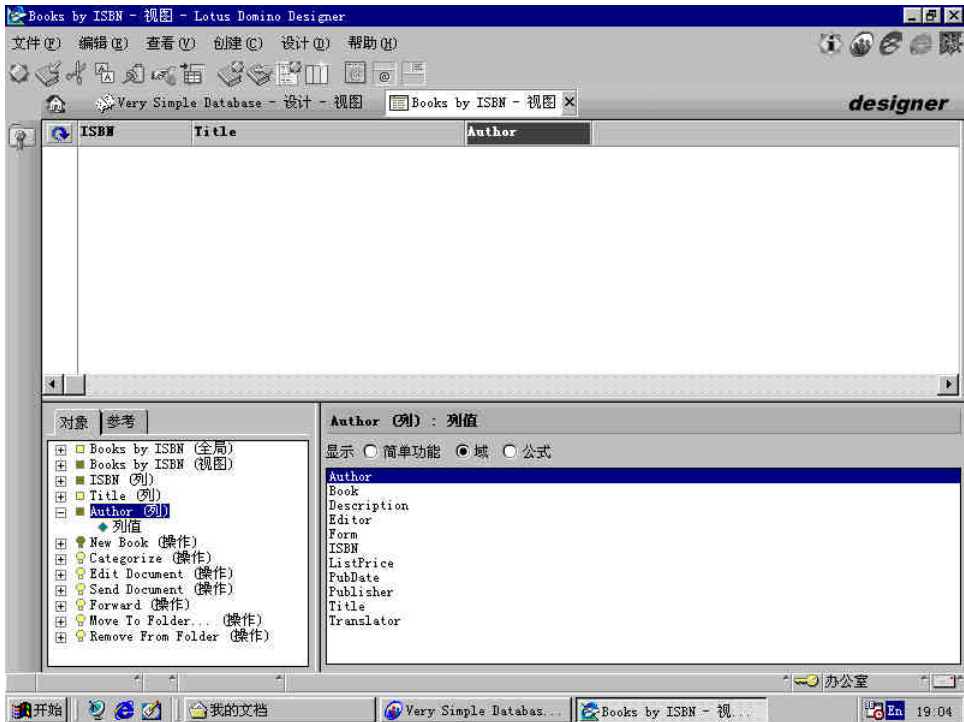 Books by ISBN - 视图 - Lotus Domino Designer
文件(F) 编辑(E) 查看(V) 创建(C) 设计(D) 帮助(H)
Very Simple Database - 设计 - 视图 Books by ISBN - 视图 designer
ISBN Title Author
对象 参考
Books by ISBN (全局)
Books by ISBN (视图)
ISBN (列)
Title (列)
Author (列)
列值
New Book (操作)
Categorize (操作)
Edit Document (操作)
Send Document (操作)
Forward (操作)
Move To Folder... (操作)
Remove From Folder (操作)
Author (列) : 列值
显示 简单功能 域 公式
Author
Book
Description
Editor
Form
ISBN
ListPrice
PubDate
Publisher
Title
Translator
办公室
开始 我的文档 Very Simple Databas... Books by ISBN - 视... En 19:04